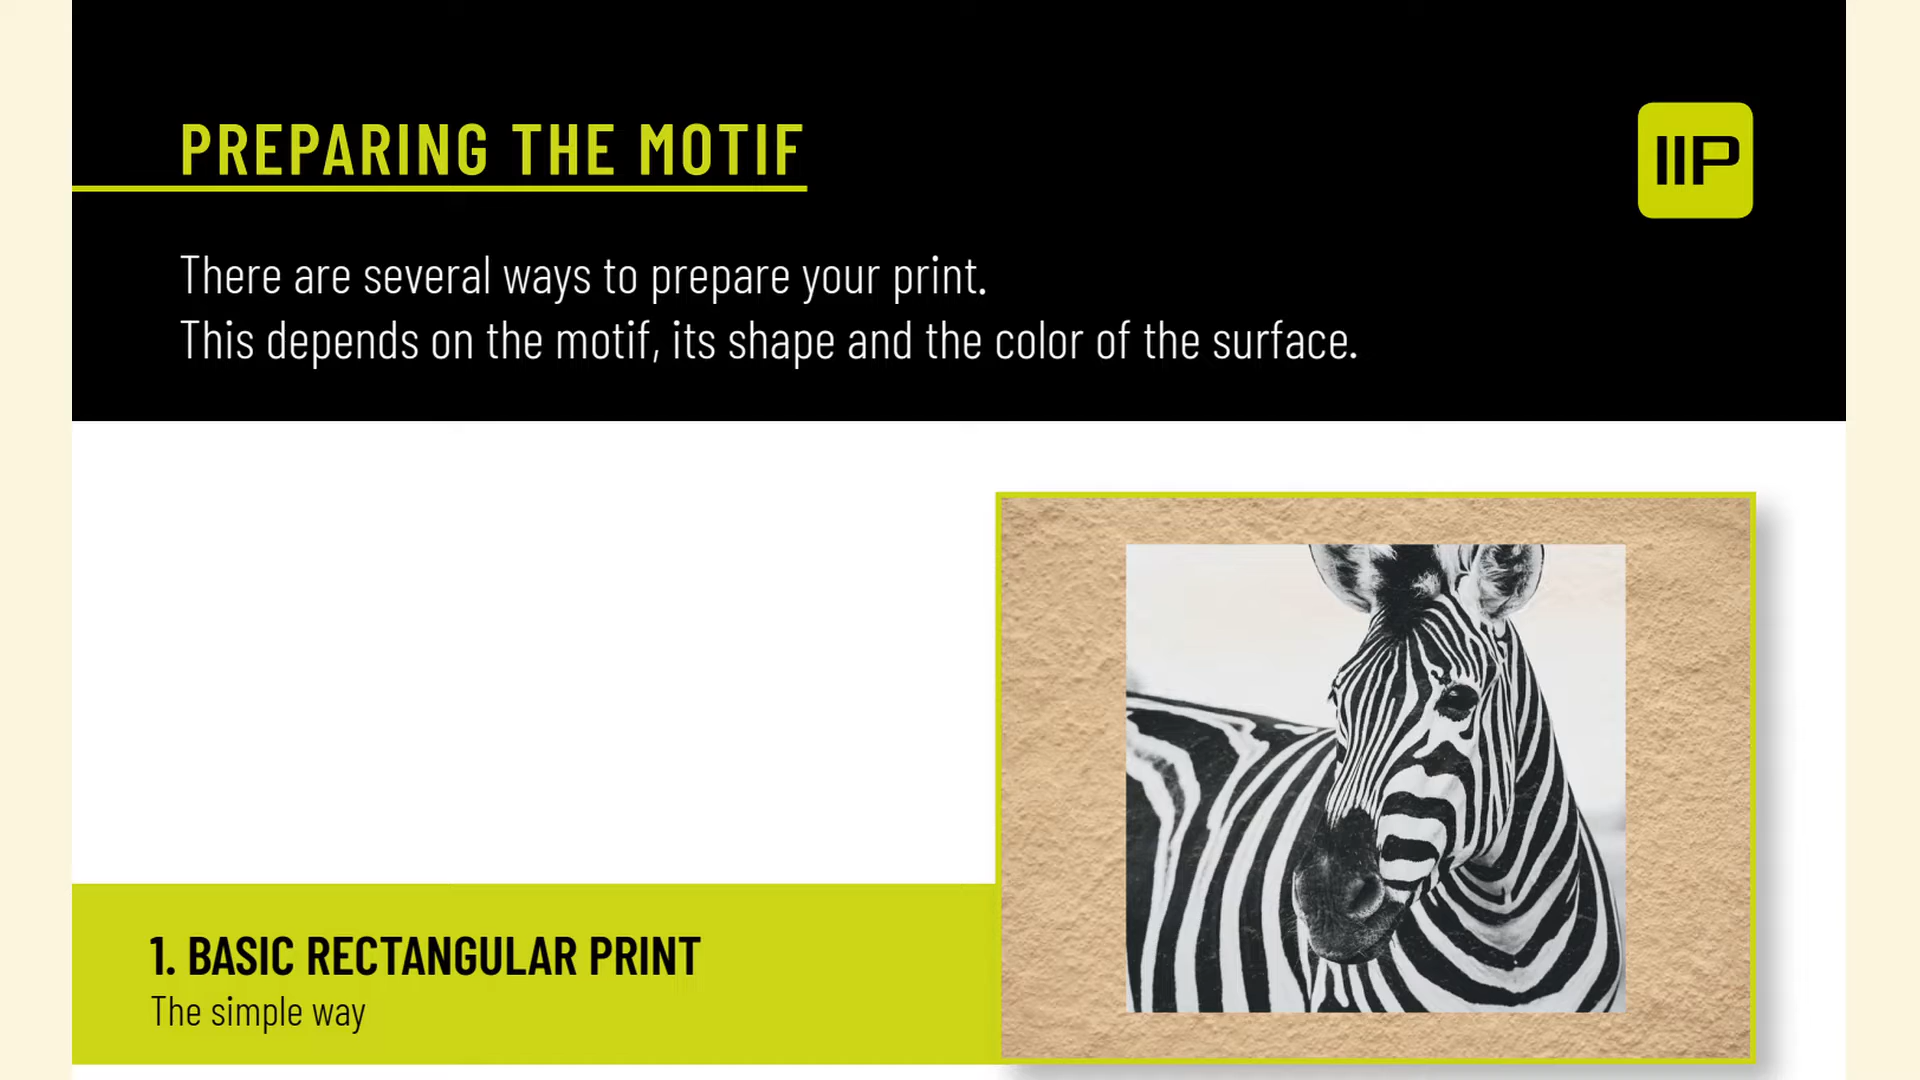 PREPARING THE MOTIF
IIP
There are several ways to prepare your print.
This depends on the motif, its shape and the color of the surface.
1. BASIC RECTANGULAR PRINT
The simple way